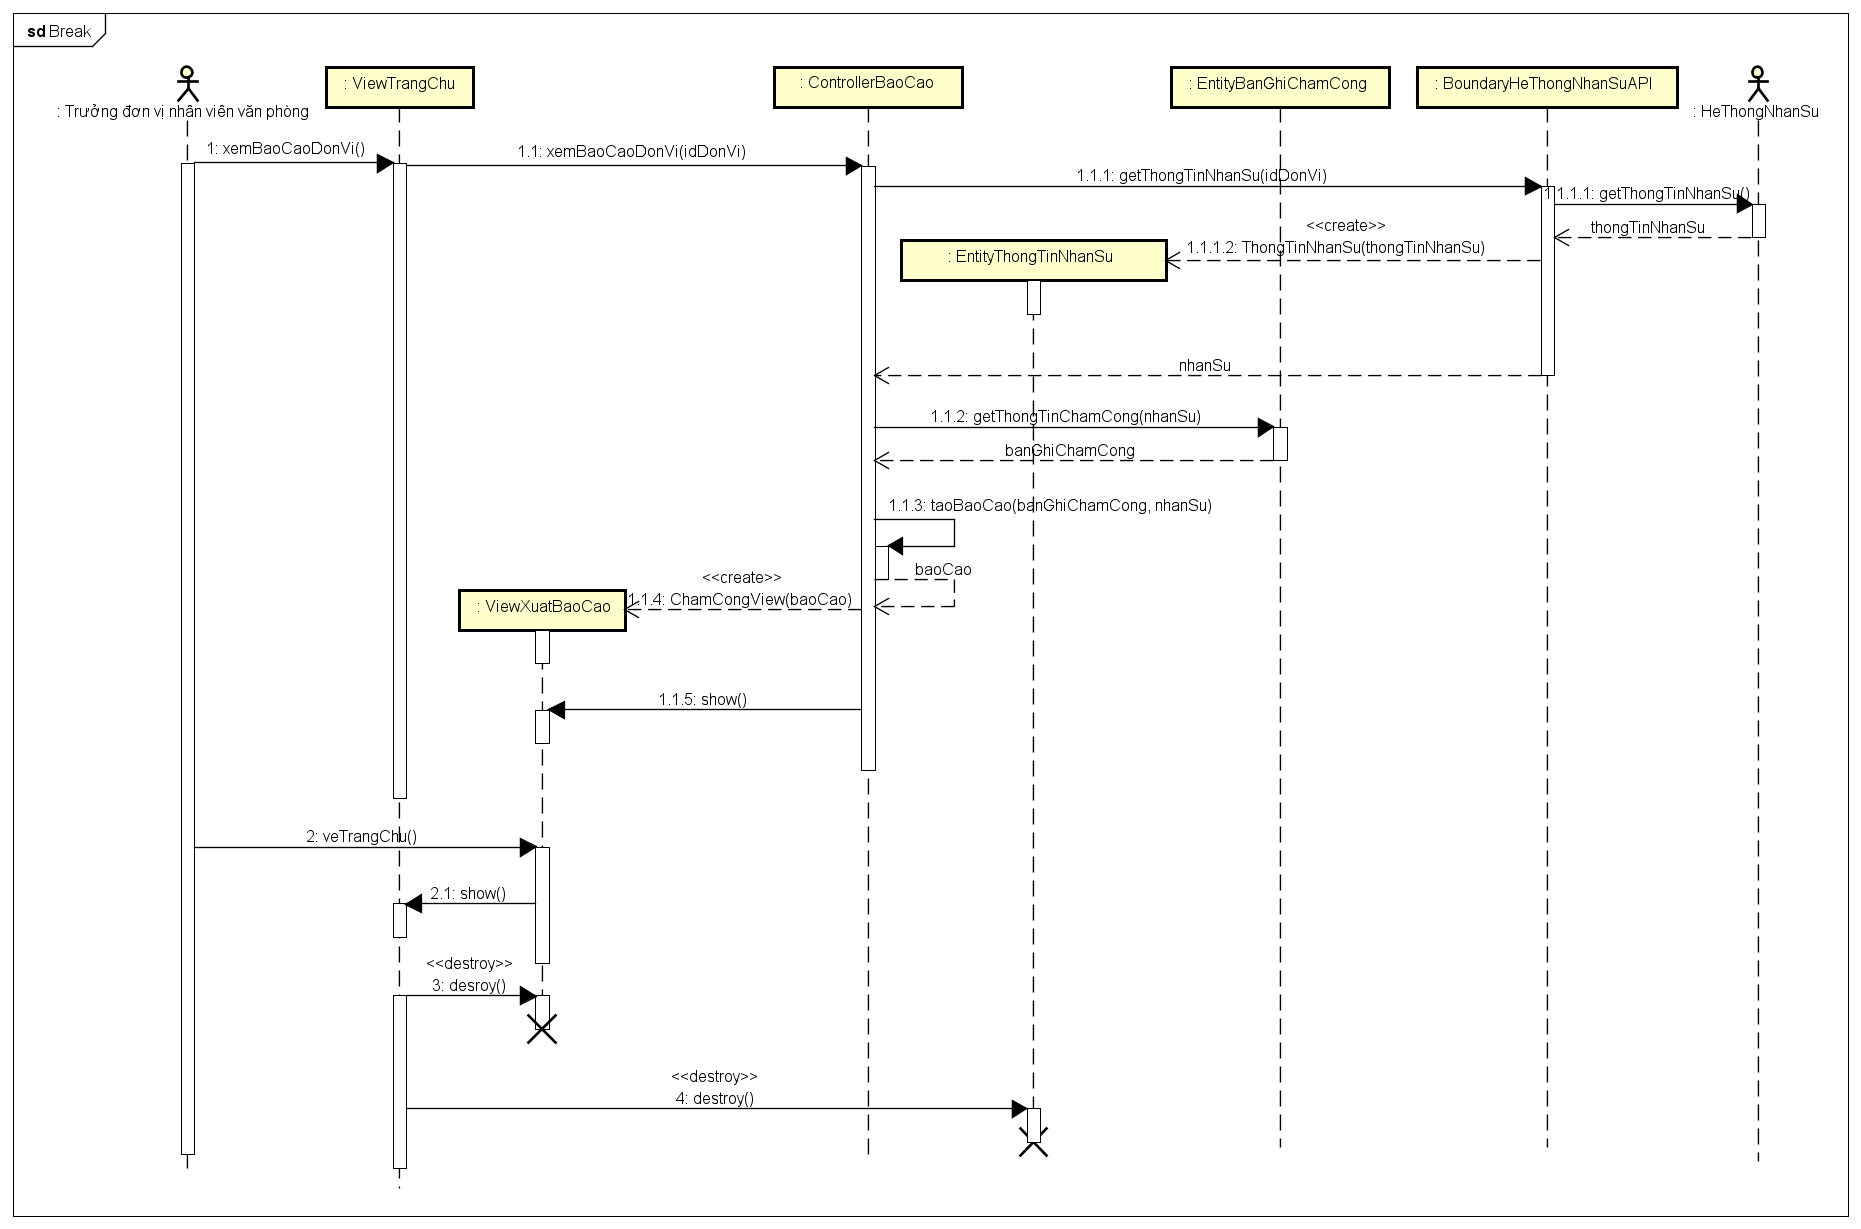 sd Break
: Trưởng đơn vị nhân viên văn phòng
: ViewTrangChu
: ControllerBaoCao
: EntityBanGhiChamCong
: BoundaryHeThongNhanSuAPI
: HeThongNhanSu
1: xemBaoCaoDonVi()
1.1: xemBaoCaoDonVi(idDonVi)
1.1.1: getThongTinNhanSu(idDonVi)
1.1.1.1: getThongTinNhanSu()
thongTinNhanSu
<<create>>
1.1.1.2: ThongTinNhanSu(thongTinNhanSu)
: EntityThongTinNhanSu
nhanSu
1.1.2: getThongTinChamCong(nhanSu)
banGhiChamCong
1.1.3: taoBaoCao(banGhiChamCong, nhanSu)
baoCao
<<create>>
1.1.4: ChamCongView(baoCao)
: ViewXuatBaoCao
1.1.5: show()
2: veTrangChu()
2.1: show()
<<destroy>>
3: desroy()
<<destroy>>
4: destroy()